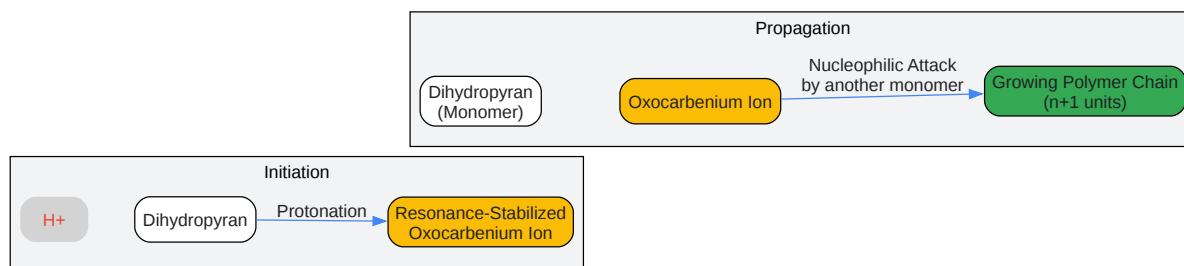 Propagation
Dihydropyran
(Monomer)
Oxocarbenium Ion
Nucleophilic Attack
by another monomer
Growing Polymer Chain
(n+1 units)
Initiation
H+
Dihydropyran
Protonation
Resonance-Stabilized
Oxocarbenium Ion